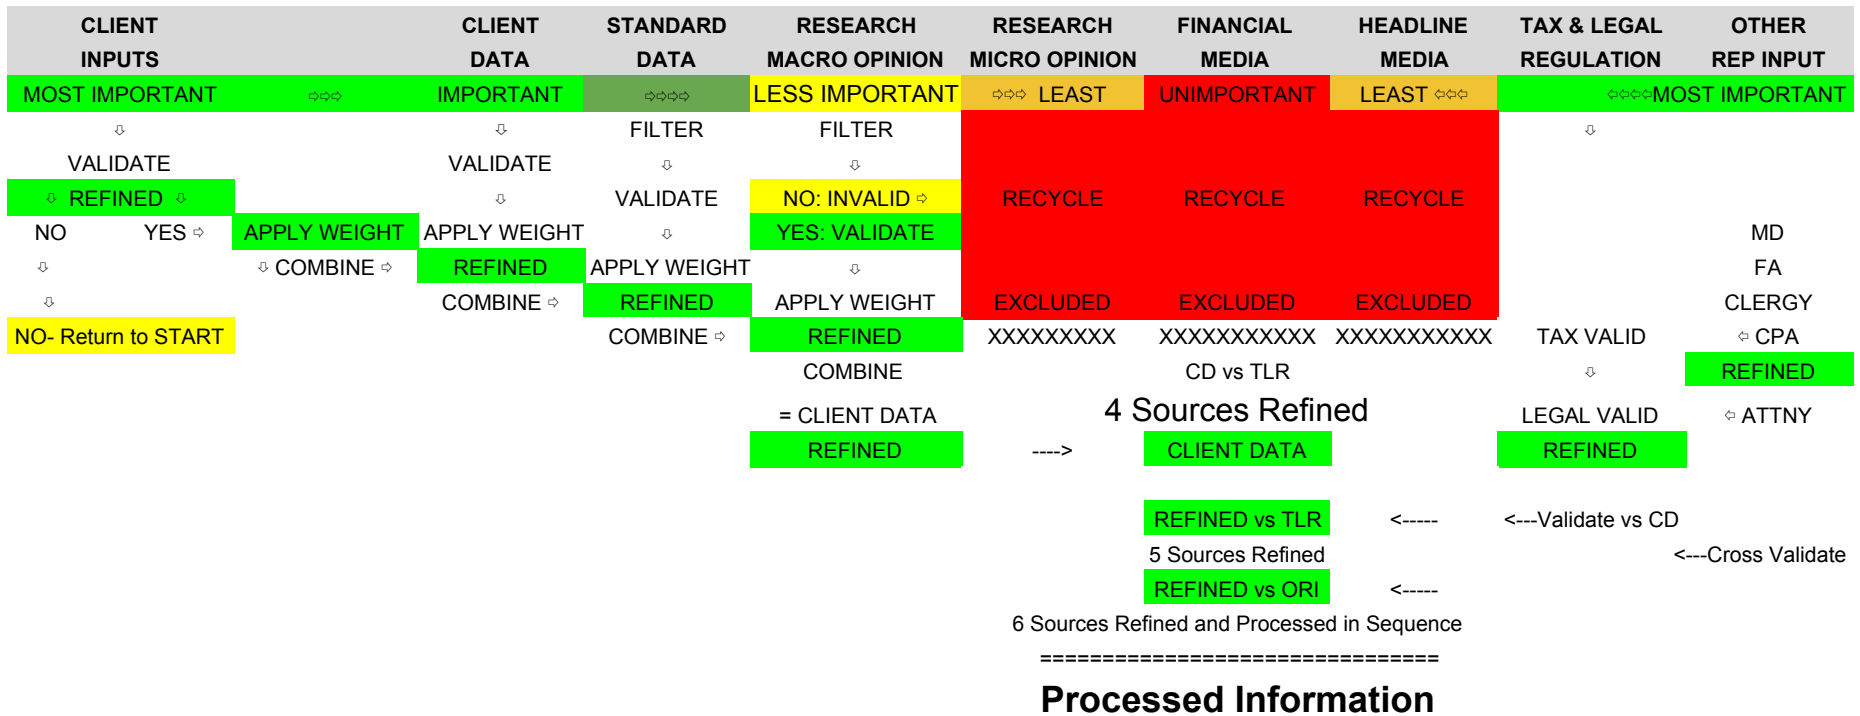 CLIENT CLIENT STANDARD RESEARCH RESEARCH FINANCIAL HEADLINE TAX & LEGAL OTHER
INPUTS DATA DATA MACRO OPINION MICRO OPINION MEDIA MEDIA REGULATION REP INPUT
MOST IMPORTANT ⇨⇨⇨ IMPORTANT ⇨⇨⇨⇨ LESS IMPORTANT ⇨⇨⇨ LEAST UNIMPORTANT LEAST ⇦⇦⇦ ⇦⇦⇦⇦MOST IMPORTANT
⇩ ⇩ FILTER FILTER ⇩
VALIDATE VALIDATE ⇩ ⇩
⇩ REFINED ⇩ ⇩ VALIDATE NO: INVALID ⇨ RECYCLE RECYCLE RECYCLE
NO YES ⇨ APPLY WEIGHT APPLY WEIGHT ⇩ YES: VALIDATE MD
⇩ ⇩ COMBINE ⇨ REFINED APPLY WEIGHT ⇩ FA
⇩ COMBINE ⇨ REFINED APPLY WEIGHT EXCLUDED EXCLUDED EXCLUDED CLERGY
NO- Return to START COMBINE ⇨ REFINED XXXXXXXXX XXXXXXXXXXX XXXXXXXXXXX TAX VALID ⇦ CPA
COMBINE CD vs TLR ⇩ REFINED
= CLIENT DATA 4 Sources Refined LEGAL VALID ⇦ ATTNY
REFINED ----> CLIENT DATA REFINED
REFINED vs TLR <----- <---Validate vs CD
5 Sources Refined <---Cross Validate
REFINED vs ORI <-----
6 Sources Refined and Processed in Sequence
================================
Processed Information